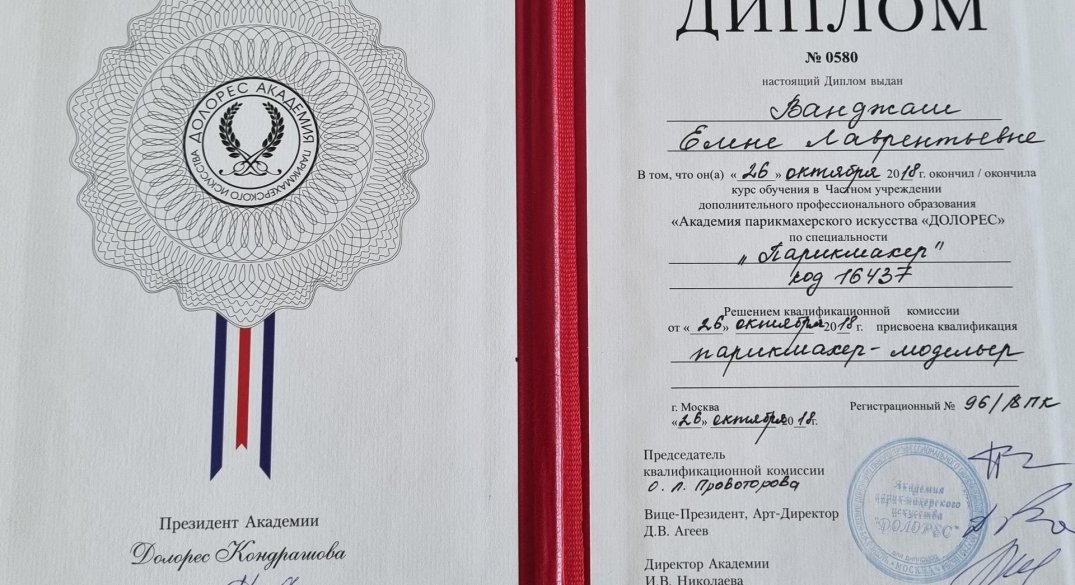 ДОЛОРЕС АКАДЕМИЯ
ПАРИКМАХЕРСКОГО ИСКУССТВА
Президент Академии
Долорес Кондрашова
ДИПЛОМ
№ 0580
настоящий Диплом выдан
Ванджаш
Елене Лаврентьевне
В том, что он(а) «26» октября 2018 г. окончил / окончила
курс обучения в Частном учреждении
дополнительного профессионального образования
«Академия парикмахерского искусства «ДОЛОРЕС»
по специальности
„Парикмахер"
код 16437
Решением квалификационной комиссии
от «26» октября 2018 г. присвоена квалификация
парикмахер-модельер
г. Москва
Регистрационный № 96/18ПК
«26» октября 2018 г.
Председатель
квалификационной комиссии
О. Л. Провоторова
Вице-Президент, Арт-Директор
Д.В. Агеев
Директор Академии
И.В. Николаева
Академия
парикмахерского
искусства
"ДОЛОРЕС"
МОСКВА